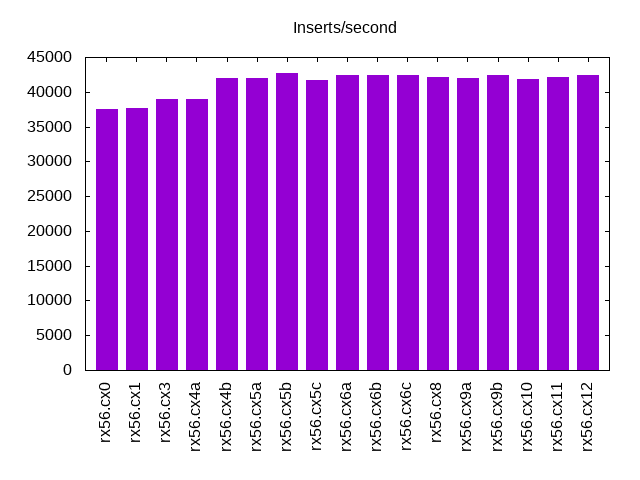 Inserts/second
45000
40000
35000
30000
25000
20000
15000
10000
5000
0
rx56.cx0
rx56.cx1
rx56.cx3
rx56.cx4a
rx56.cx4b
rx56.cx5a
rx56.cx5b
rx56.cx5c
rx56.cx6a
rx56.cx6b
rx56.cx6c
rx56.cx8
rx56.cx9a
rx56.cx9b
rx56.cx10
rx56.cx11
rx56.cx12